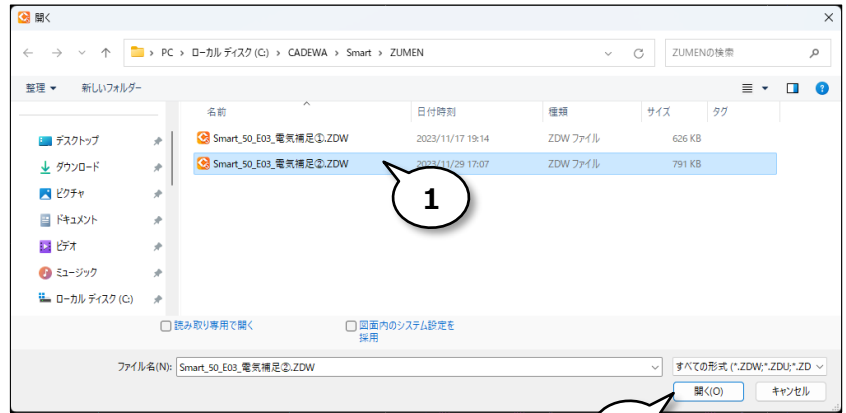 開く
PC › ローカル ディスク (C:) › CADEWA › Smart › ZUMEN
ZUMENの検索
整理 新しいフォルダー
名前 日付時刻 種類 サイズ タグ
デスクトップ
ダウンロード
ピクチャ
ドキュメント
ビデオ
ミュージック
ローカル ディスク (C:)
Smart_50_E03_電気補足①.ZDW 2023/11/17 19:14 ZDW ファイル 626 KB
Smart_50_E03_電気補足②.ZDW 2023/11/29 17:07 ZDW ファイル 791 KB
1
読み取り専用で開く
図面内のシステム設定を
採用
ファイル名(N): Smart_50_E03_電気補足②.ZDW
すべての形式 (*.ZDW;*.ZDU;*.ZD
開く(O) キャンセル